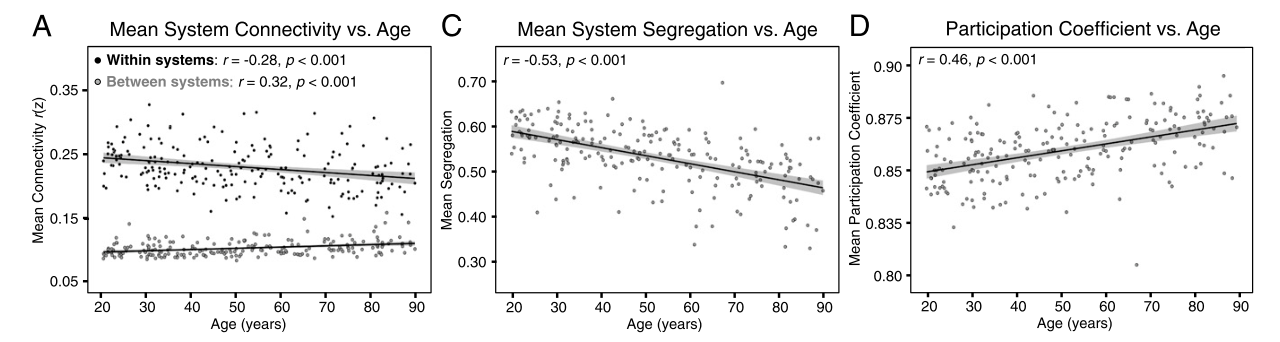 A Mean System Connectivity vs. Age
Within systems: r = -0.28, p < 0.001
Between systems: r = 0.32, p < 0.001
Mean Connectivity r(z)
0.35
0.25
0.15
0.05
20 30 40 50 60 70 80 90
Age (years)
C Mean System Segregation vs. Age
r = -0.53, p < 0.001
Mean Segregation
0.70
0.60
0.50
0.40
0.30
20 30 40 50 60 70 80 90
Age (years)
D Participation Coefficient vs. Age
r = 0.46, p < 0.001
Mean Participation Coefficient
0.90
0.875
0.85
0.835
0.80
20 30 40 50 60 70 80 90
Age (years)